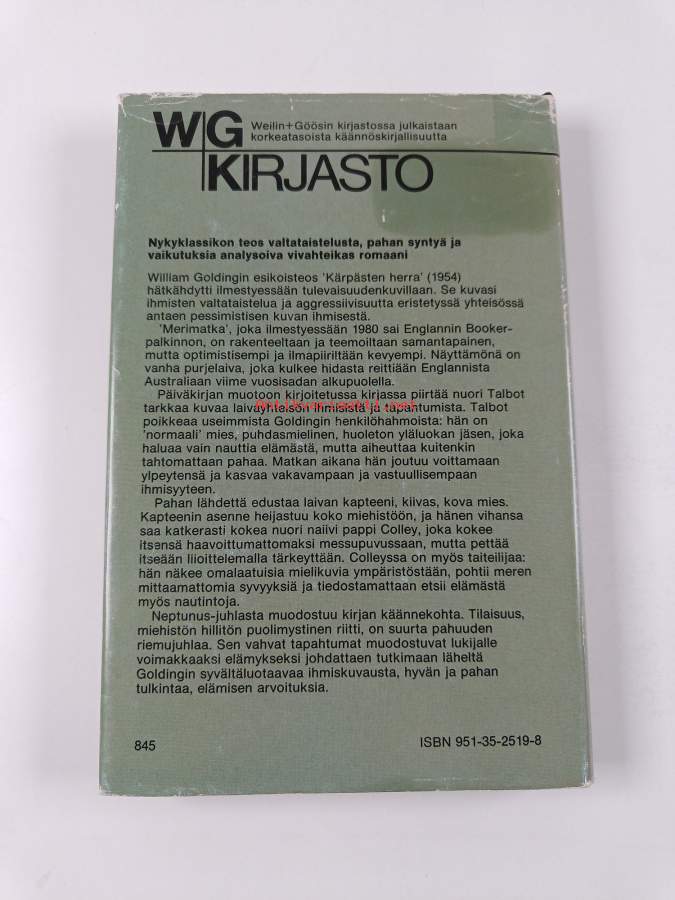 W+G
Weilin+Göösin kirjastossa julkaistaan
korkeatasoista käännöskirjallisuutta
KIRJASTO
Nykyklassikon teos valtataistelusta, pahan syntyä ja
vaikutuksia analysoiva vivahteikas romaani
William Goldingin esikoisteos 'Kärpästen herra' (1954)
hätkähdytti ilmestyessään tulevaisuudenkuvillaan. Se kuvasi
ihmisten valtataistelua ja aggressiivisuutta eristetyssä yhteisössä
antaen pessimistisen kuvan ihmisestä.
'Merimatka', joka ilmestyessään 1980 sai Englannin Booker-
palkinnon, on rakenteeltaan ja teemoiltaan samantapainen,
mutta optimistisempi ja ilmapiiriltään kevyempi. Näyttämönä on
vanha purjelaiva, joka kulkee hidasta reittiään Englannista
Australiaan viime vuosisadan alkupuolella.
Päiväkirjan muotoon kirjoitetussa kirjassa piirtää nuori Talbot
tarkkaa kuvaa laivayhteisön ihmisistä ja tapahtumista. Talbot
poikkeaa useimmista Goldingin henkilöhahmoista: hän on
'normaali' mies, puhdasmielinen, huoleton yläluokan jäsen, joka
haluaa vain nauttia elämästä, mutta aiheuttaa kuitenkin
tahtomattaan pahaa. Matkan aikana hän joutuu voittamaan
ylpeytensä ja kasvaa vakavampaan ja vastuullisempaan
ihmisyyteen.
Pahan lähdettä edustaa laivan kapteeni, kiivas, kova mies.
Kapteenin asenne heijastuu koko miehistöön, ja hänen vihansa
saa katkerasti kokea nuori naiivi pappi Colley, joka kokee
itsensä haavoittumattomaksi messupuvussaan, mutta pettää
itseään liioittelemalla tärkeyttään. Colleyssa on myös taiteilijaa:
hän näkee omalaatuisia mielikuvia ympäristöstään, pohtii meren
mittaamattomia syvyyksiä ja tiedostamattaan etsii elämästä
myös nautintoja.
Neptunus-juhlasta muodostuu kirjan käännekohta. Tilaisuus,
miehistön hillitön puolimystinen riitti, on suurta pahuuden
riemujuhlaa. Sen vahvat tapahtumat muodostuvat lukijalle
voimakkaaksi elämykseksi johdattaen tutkimaan läheltä
Goldingin syvältäluotaavaa ihmiskuvausta, hyvän ja pahan
tulkintaa, elämisen arvoituksia.
845
ISBN 951-35-2519-8